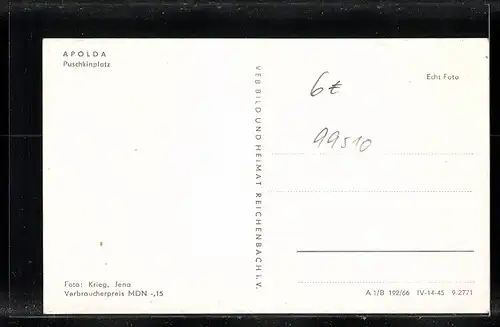 APOLDA
Puschkinplatz
VEB BILD UND HEIMAT REICHENBACH I. V.
6€
Echt Foto
99510
Foto: Krieg, Jena
Verbraucherpreis MDN -,15
A 1/B 192/66 IV-14-45 9.2771